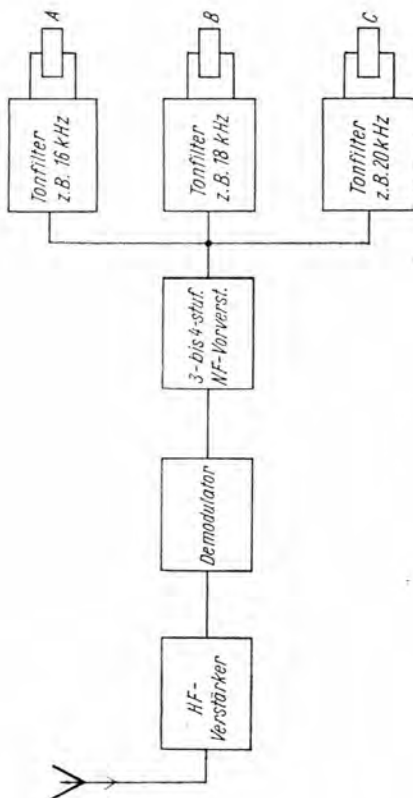 HF-
Verstärker
Demodulator
3-bis 4-stuf.
NF-Vorverst.
Tonfilter
z.B. 16 kHz
A
Tonfilter
z.B. 18 kHz
B
Tonfilter
z.B. 20 kHz
C